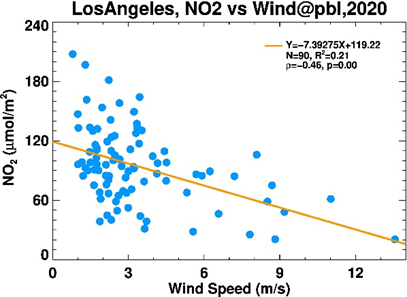 LosAngeles, NO2 vs Wind@pbl,2020
Y=-7.39275X+119.22
N=90, R²=0.21
ρ=-0.46, p=0.00
NO₂ (μmol/m²)
240
180
120
60
0
0 3 6 9 12
Wind Speed (m/s)